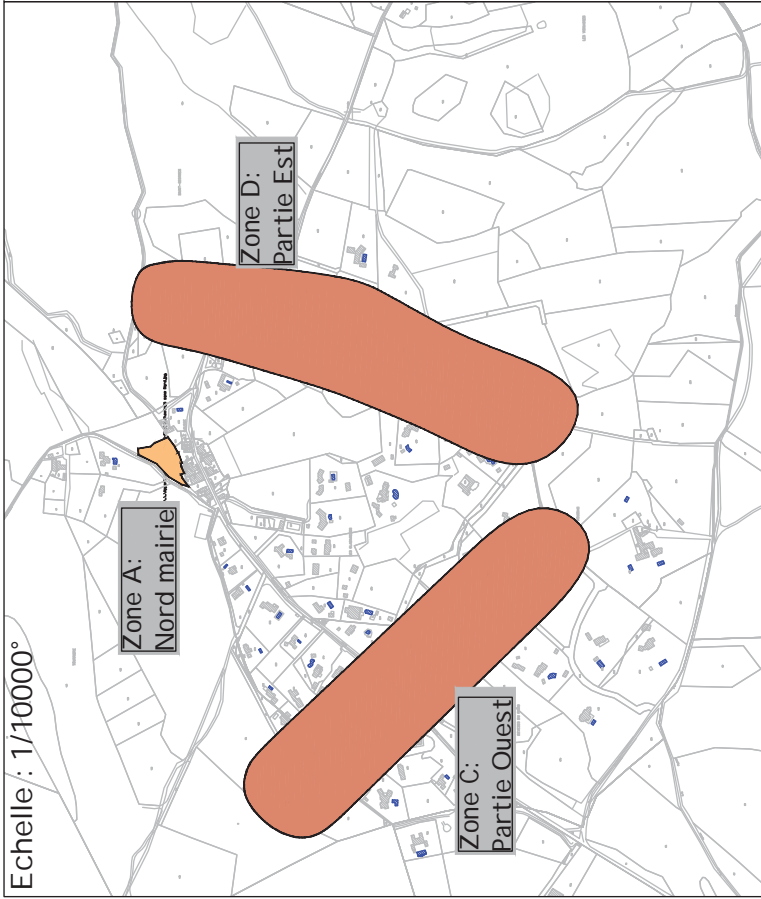 Echelle : 1/10000°
Zone A:
Nord mairie
Zone D:
Partie Est
Zone C:
Partie Ouest